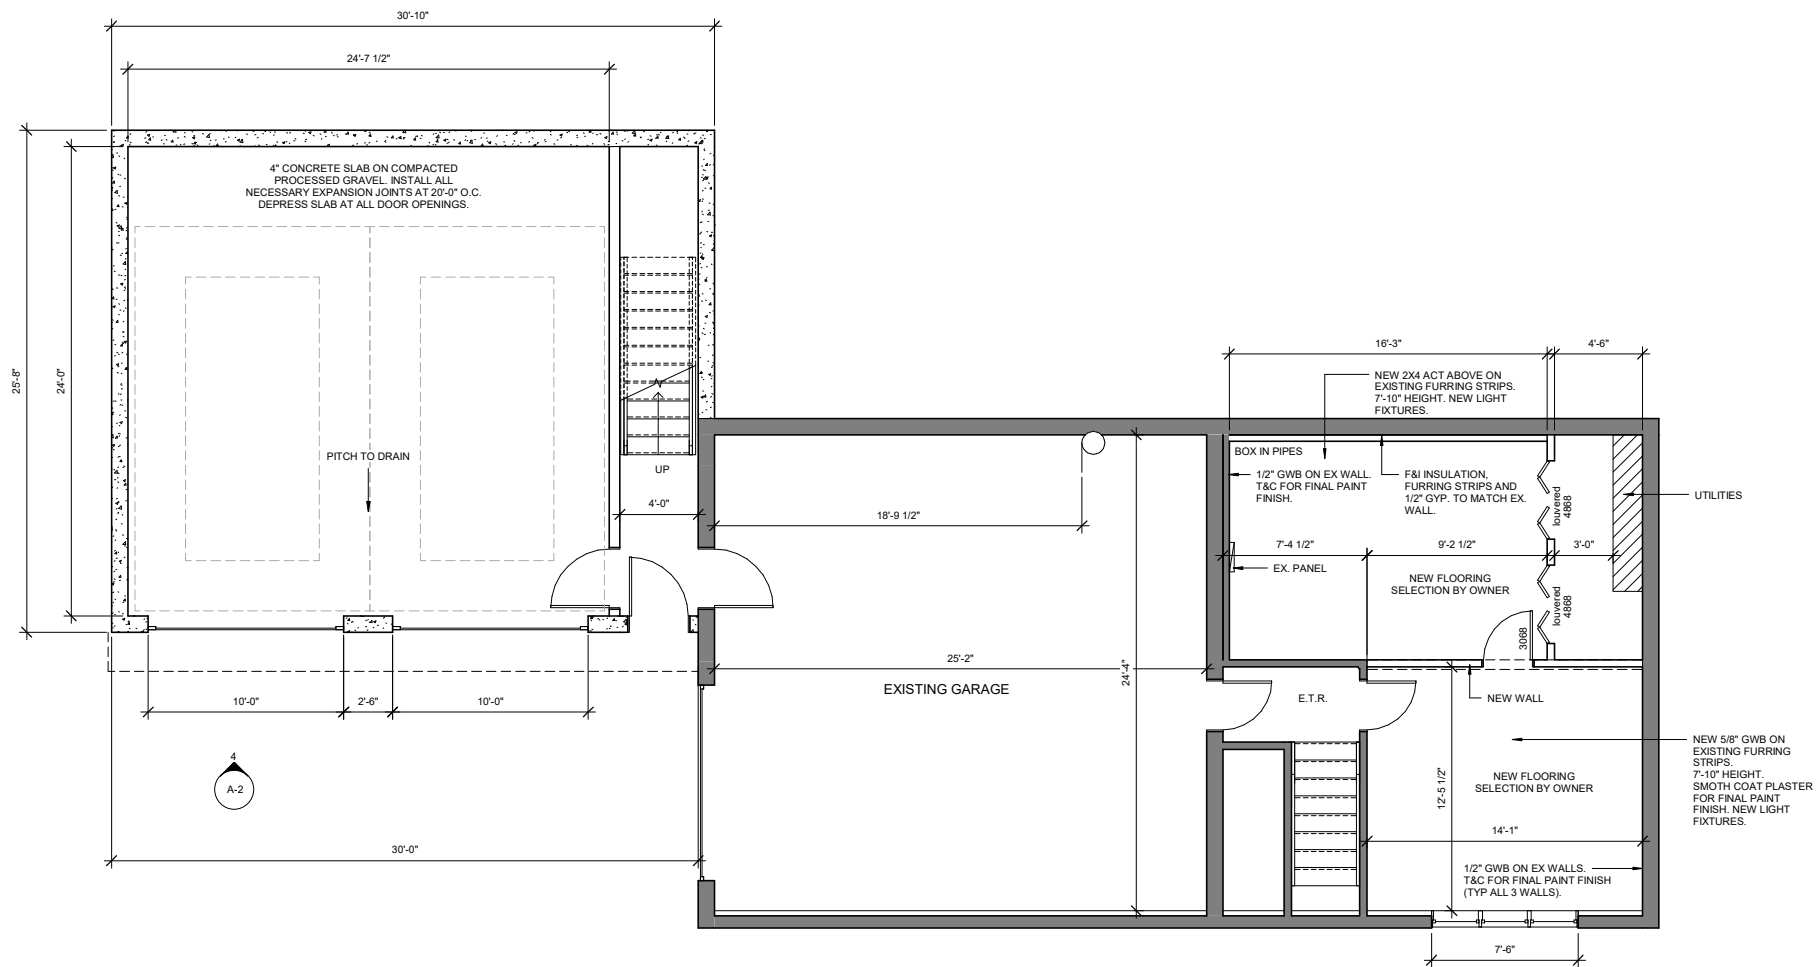 30'-10"
24'-7 1/2"
25'-8"
24'-0"
4" CONCRETE SLAB ON COMPACTED
PROCESSED GRAVEL. INSTALL ALL
NECESSARY EXPANSION JOINTS AT 20'-0" O.C.
DEPRESS SLAB AT ALL DOOR OPENINGS.
PITCH TO DRAIN
UP
4'-0"
10'-0"
2'-6"
10'-0"
4
A-2
30'-0"
18'-9 1/2"
25'-2"
24'-4"
EXISTING GARAGE
16'-3"
4'-6"
NEW 2X4 ACT ABOVE ON
EXISTING FURRING STRIPS.
7'-10" HEIGHT. NEW LIGHT
FIXTURES.
BOX IN PIPES
1/2" GWB ON EX WALL.
T&C FOR FINAL PAINT
FINISH.
F&I INSULATION,
FURRING STRIPS AND
1/2" GYP. TO MATCH EX.
WALL.
louvered
4868
UTILITIES
7'-4 1/2"
9'-2 1/2"
3'-0"
EX. PANEL
NEW FLOORING
SELECTION BY OWNER
louvered
4868
3068
E.T.R.
NEW WALL
NEW 5/8" GWB ON
EXISTING FURRING
STRIPS.
7'-10" HEIGHT.
SMOTH COAT PLASTER
FOR FINAL PAINT
FINISH. NEW LIGHT
FIXTURES.
12'-5 1/2"
NEW FLOORING
SELECTION BY OWNER
14'-1"
1/2" GWB ON EX WALLS.
T&C FOR FINAL PAINT FINISH
(TYP ALL 3 WALLS).
7'-6"